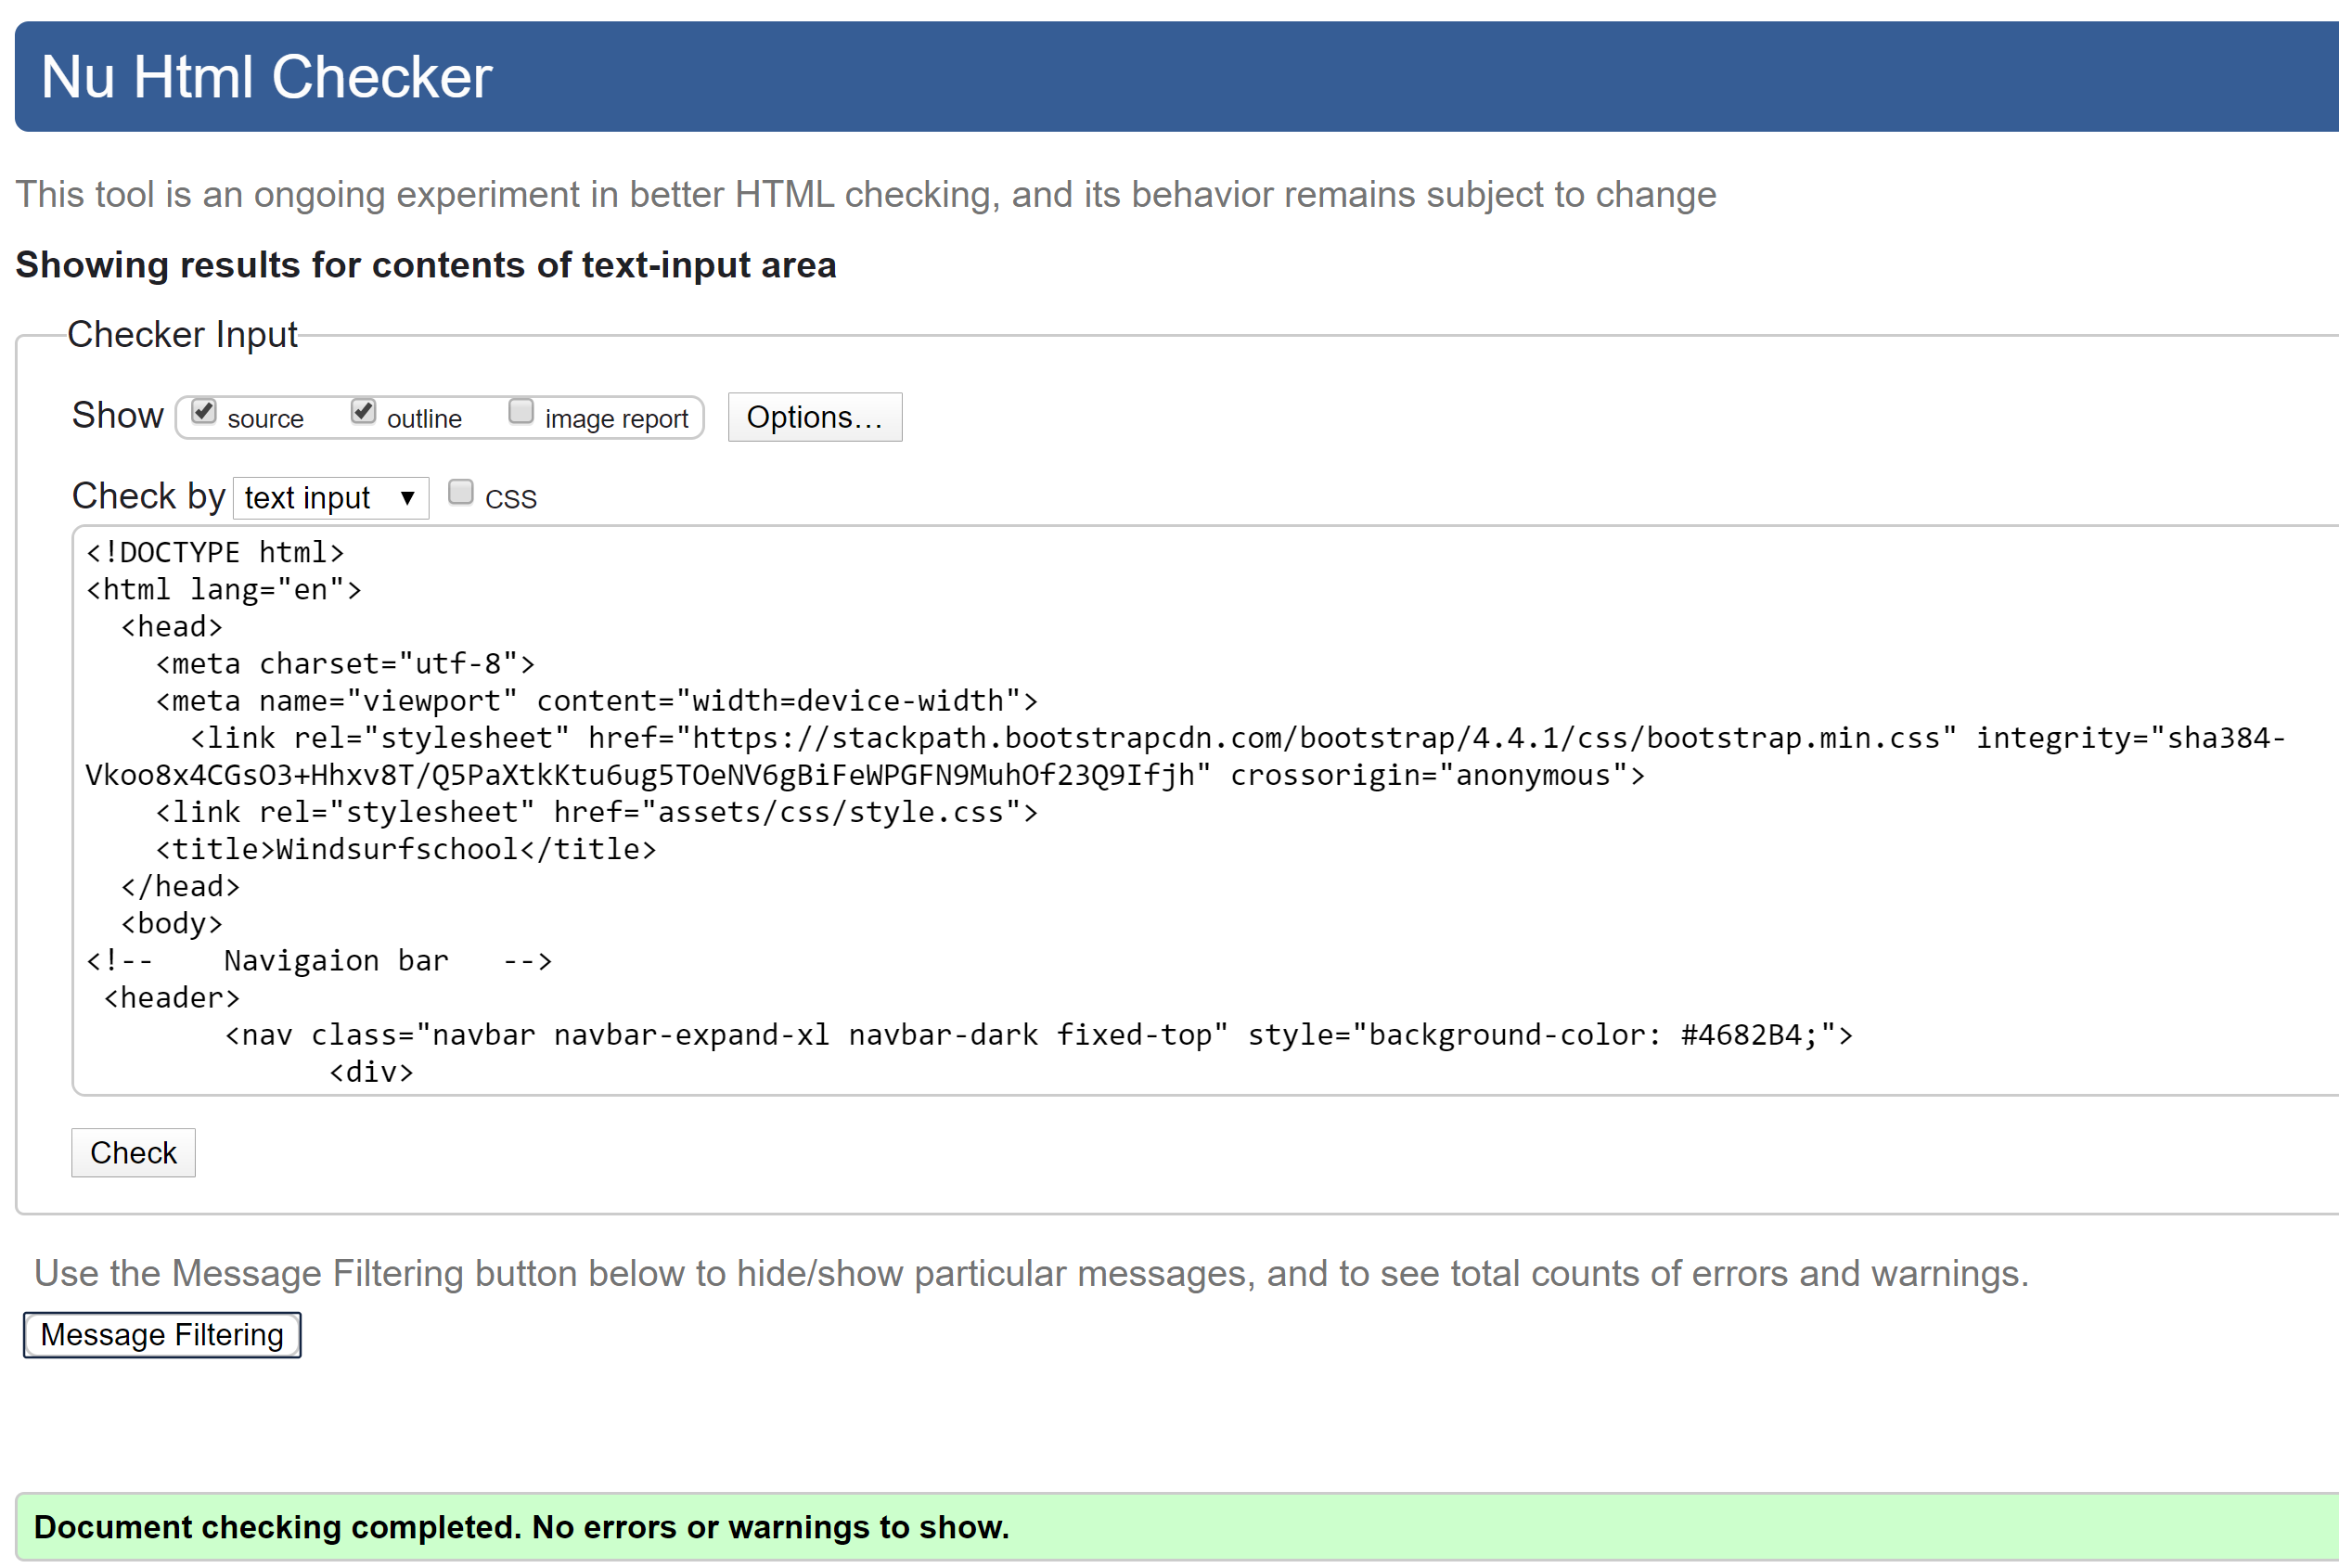 Nu Html Checker
This tool is an ongoing experiment in better HTML checking, and its behavior remains subject to change
Showing results for contents of text-input area
Checker Input
Show source outline image report Options…
Check by text input ▼ CSS
<!DOCTYPE html>
<html lang="en">
  <head>
    <meta charset="utf-8">
    <meta name="viewport" content="width=device-width">
      <link rel="stylesheet" href="https://stackpath.bootstrapcdn.com/bootstrap/4.4.1/css/bootstrap.min.css" integrity="sha384-
Vkoo8x4CGsO3+Hhxv8T/Q5PaXtkKtu6ug5TOeNV6gBiFeWPGFN9MuhOf23Q9Ifjh" crossorigin="anonymous">
    <link rel="stylesheet" href="assets/css/style.css">
    <title>Windsurfschool</title>
  </head>
  <body>
<!--    Navigaion bar   -->
 <header>
        <nav class="navbar navbar-expand-xl navbar-dark fixed-top" style="background-color: #4682B4;">
              <div>
Check
Use the Message Filtering button below to hide/show particular messages, and to see total counts of errors and warnings.
Message Filtering
Document checking completed. No errors or warnings to show.